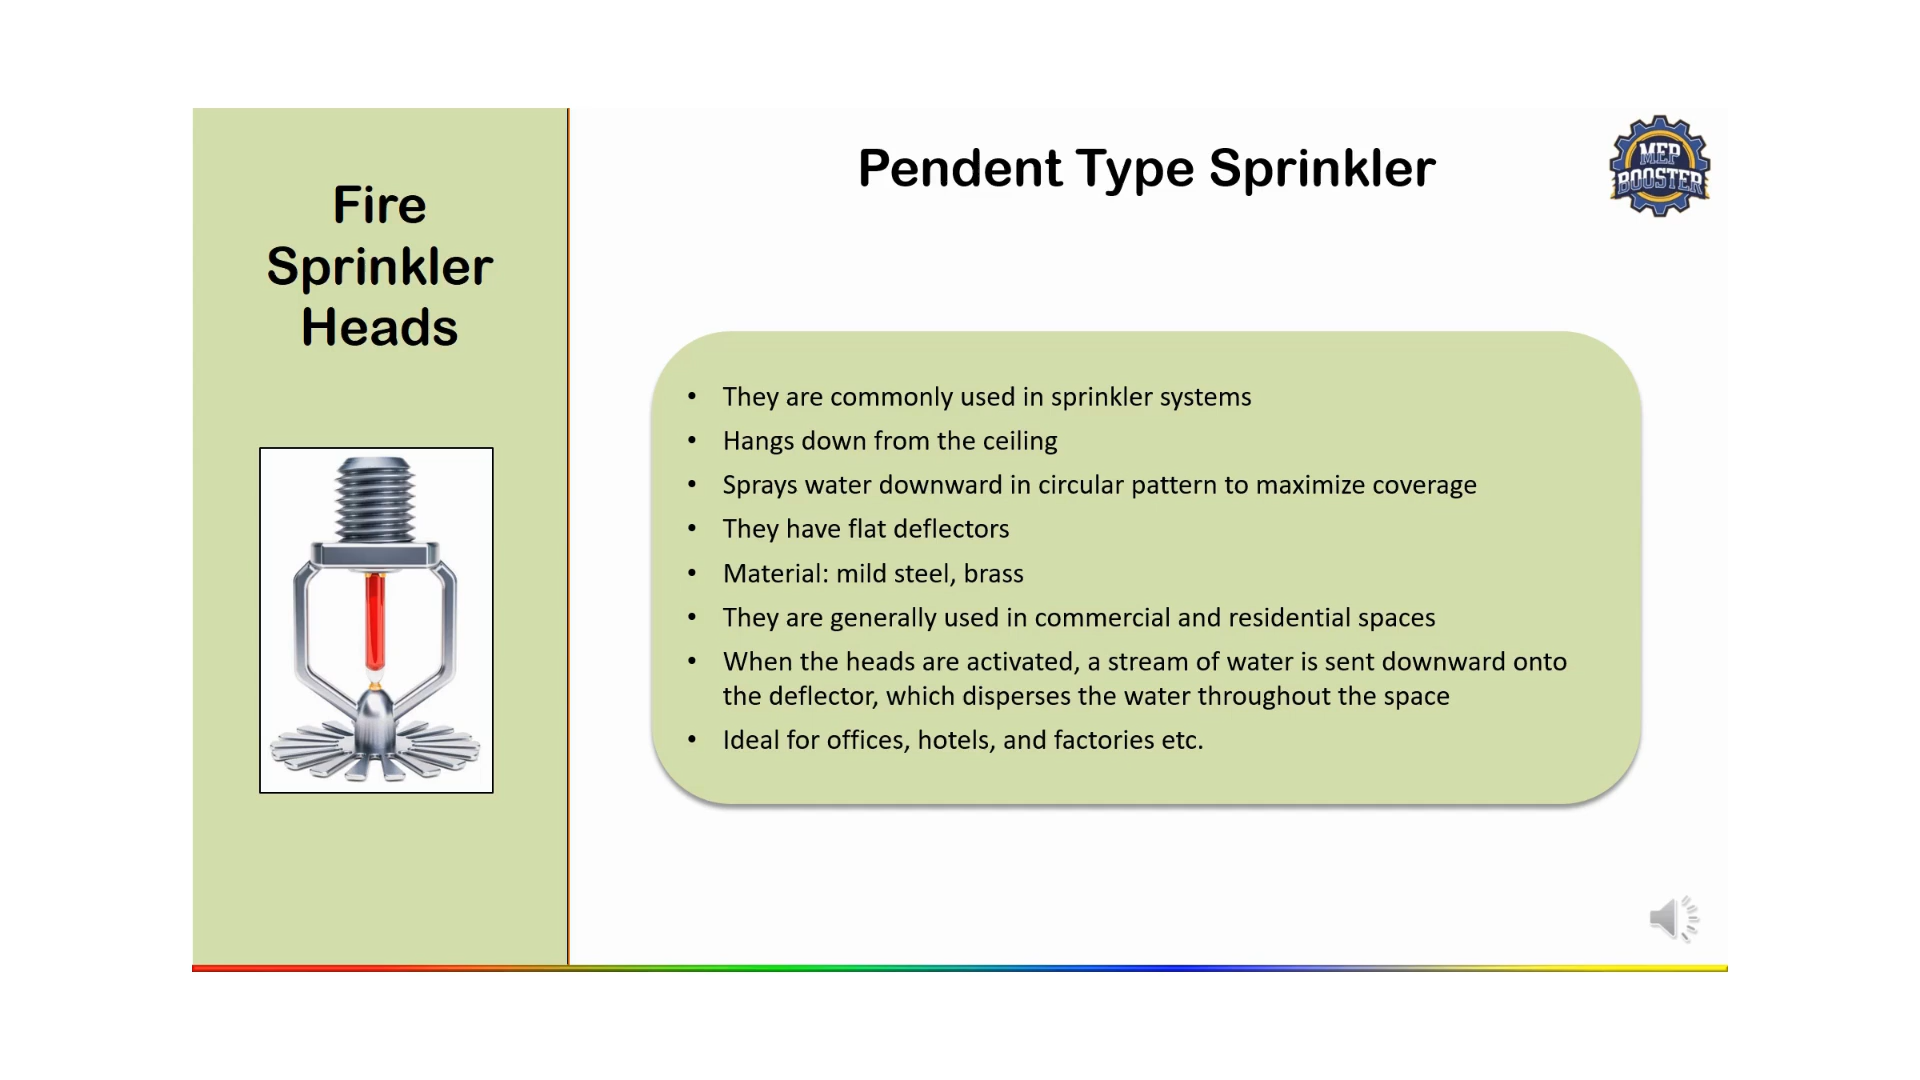 Fire
Sprinkler
Heads
Pendent Type Sprinkler
MEP
BOOSTER
• They are commonly used in sprinkler systems
• Hangs down from the ceiling
• Sprays water downward in circular pattern to maximize coverage
• They have flat deflectors
• Material: mild steel, brass
• They are generally used in commercial and residential spaces
• When the heads are activated, a stream of water is sent downward onto
the deflector, which disperses the water throughout the space
• Ideal for offices, hotels, and factories etc.